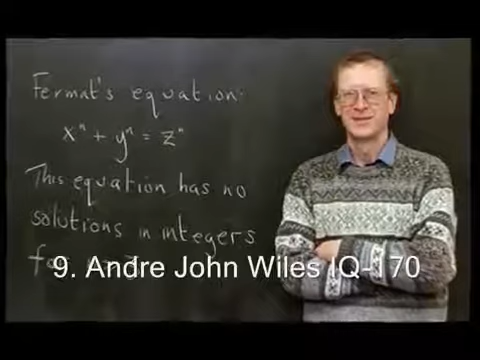 Fermat's equation:
xⁿ + yⁿ = zⁿ
This equation has no
solutions in integers
9. Andre John Wiles IQ-170